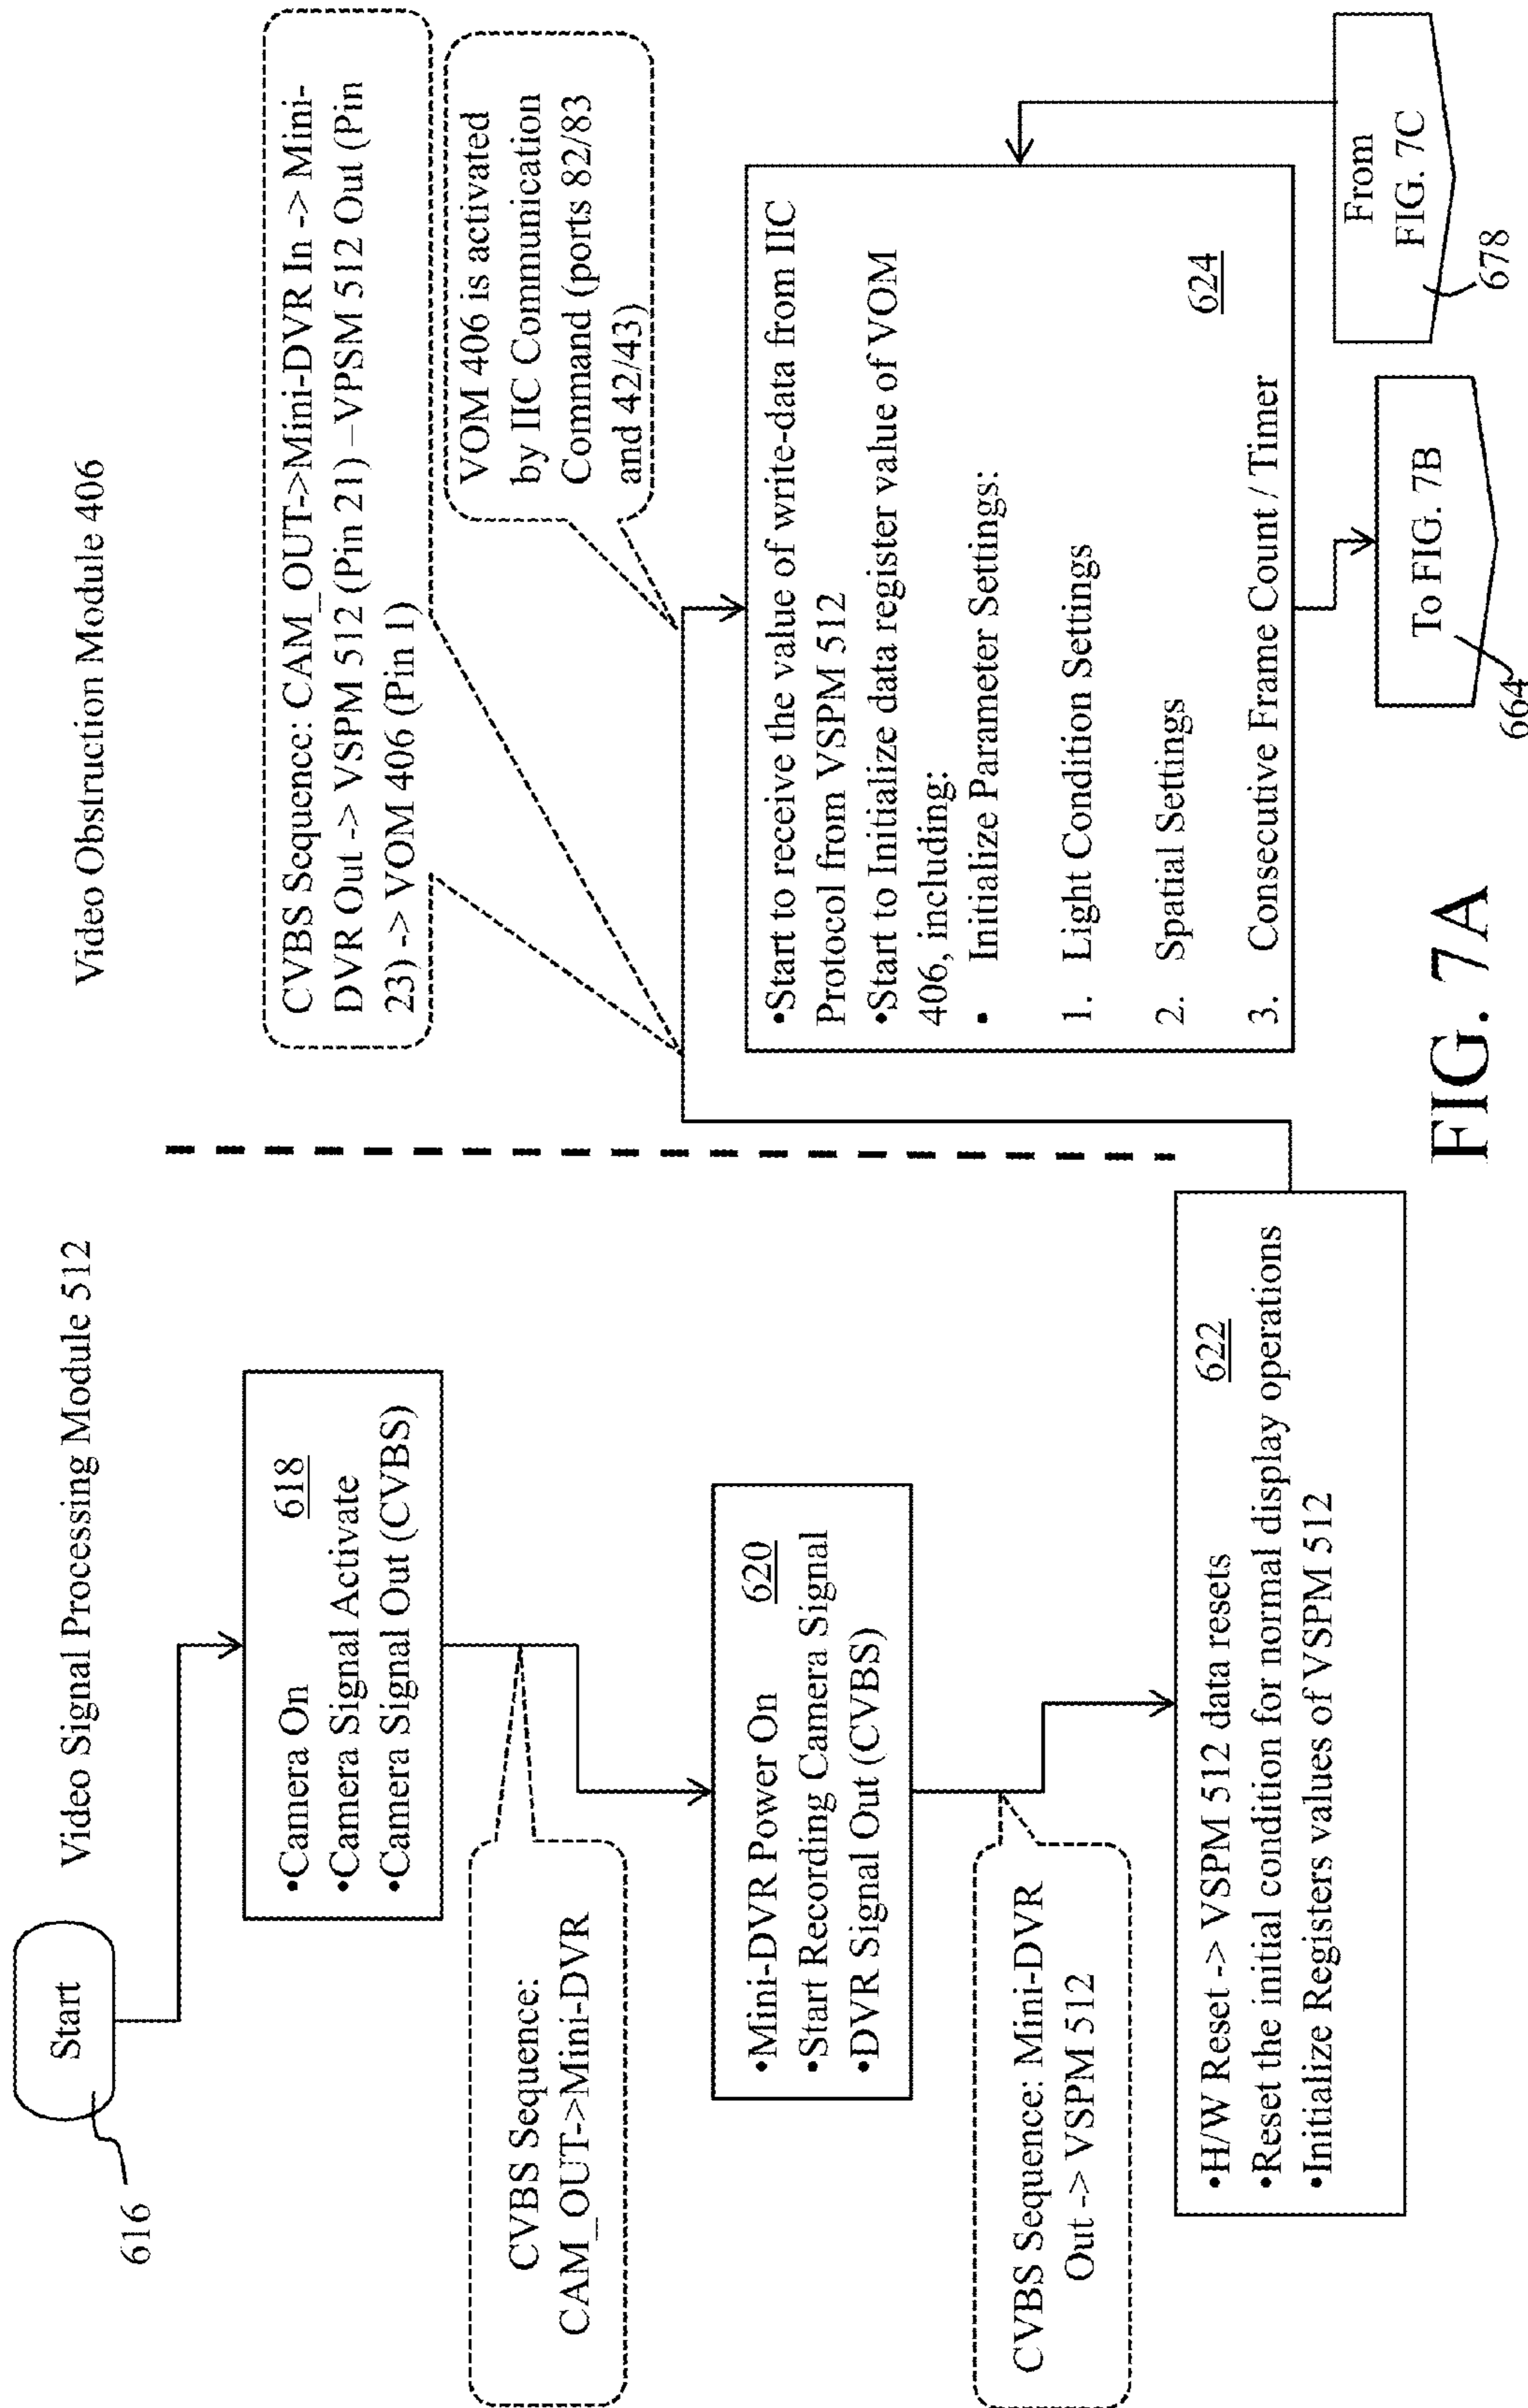 Video Signal Processing Module 512
Start
616
•Camera On 618
•Camera Signal Activate
•Camera Signal Out (CVBS)
CVBS Sequence:
CAM_OUT->Mini-DVR
•Mini-DVR Power On 620
•Start Recording Camera Signal
•DVR Signal Out (CVBS)
CVBS Sequence: Mini-DVR
Out -> VSPM 512
•H/W Reset -> VSPM 512 data resets 622
•Reset the initial condition for normal display operations
•Initialize Registers values of VSPM 512
Video Obstruction Module 406
CVBS Sequence: CAM_OUT->Mini-DVR In -> Mini-
DVR Out -> VSPM 512 (Pin 21) –VPSM 512 Out (Pin
23) -> VOM 406 (Pin 1)
VOM 406 is activated
by IIC Communication
Command (ports 82/83
and 42/43)
•Start to receive the value of write-data from IIC
Protocol from VSPM 512
•Start to Initialize data register value of VOM
406, including:
• Initialize Parameter Settings:
1. Light Condition Settings
2. Spatial Settings 624
3. Consecutive Frame Count / Timer
To FIG. 7B
664
From
FIG. 7C
678
FIG. 7A